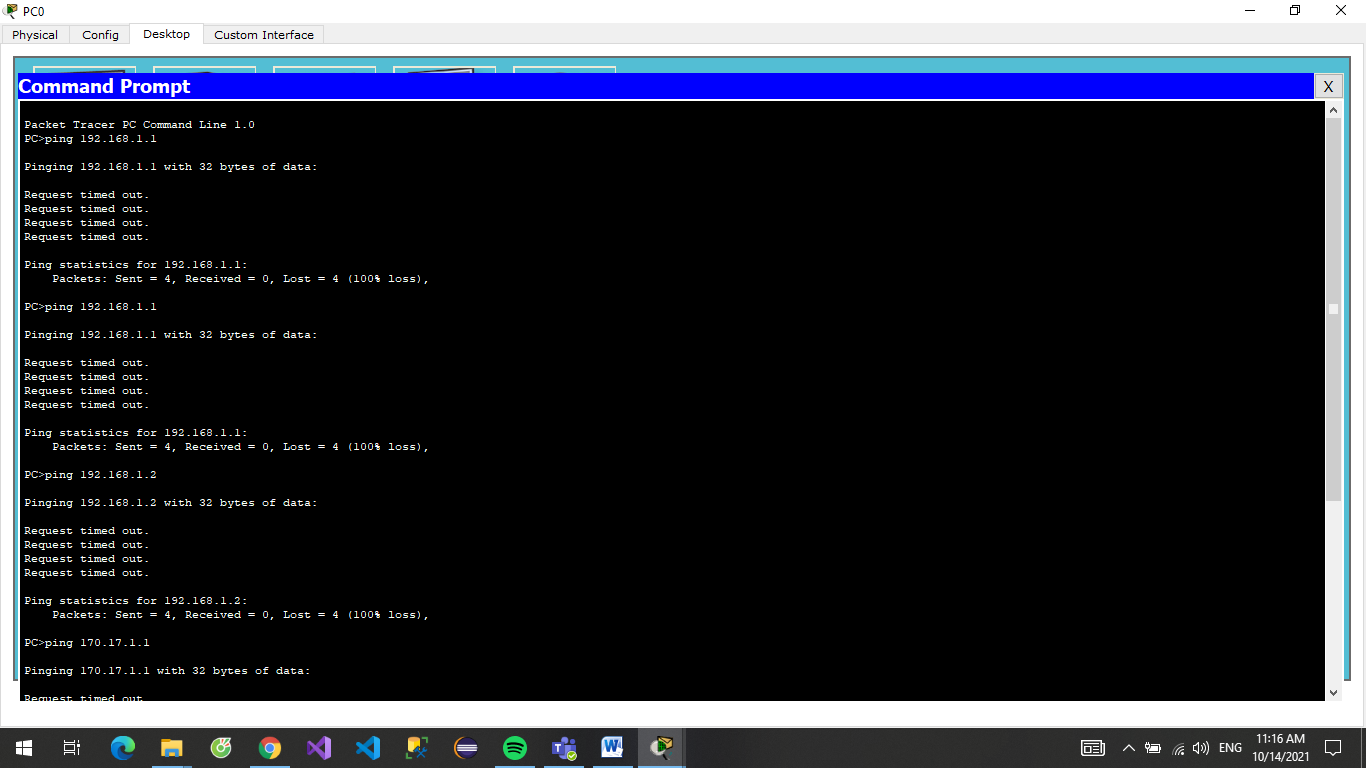 PC0
Physical Config Desktop Custom Interface
Command Prompt
X
Packet Tracer PC Command Line 1.0
PC>ping 192.168.1.1
Pinging 192.168.1.1 with 32 bytes of data:
Request timed out.
Request timed out.
Request timed out.
Request timed out.
Ping statistics for 192.168.1.1:
Packets: Sent = 4, Received = 0, Lost = 4 (100% loss),
PC>ping 192.168.1.1
Pinging 192.168.1.1 with 32 bytes of data:
Request timed out.
Request timed out.
Request timed out.
Request timed out.
Ping statistics for 192.168.1.1:
Packets: Sent = 4, Received = 0, Lost = 4 (100% loss),
PC>ping 192.168.1.2
Pinging 192.168.1.2 with 32 bytes of data:
Request timed out.
Request timed out.
Request timed out.
Request timed out.
Ping statistics for 192.168.1.2:
Packets: Sent = 4, Received = 0, Lost = 4 (100% loss),
PC>ping 170.17.1.1
Pinging 170.17.1.1 with 32 bytes of data:
Request timed out.
ENG
11:16 AM
10/14/2021